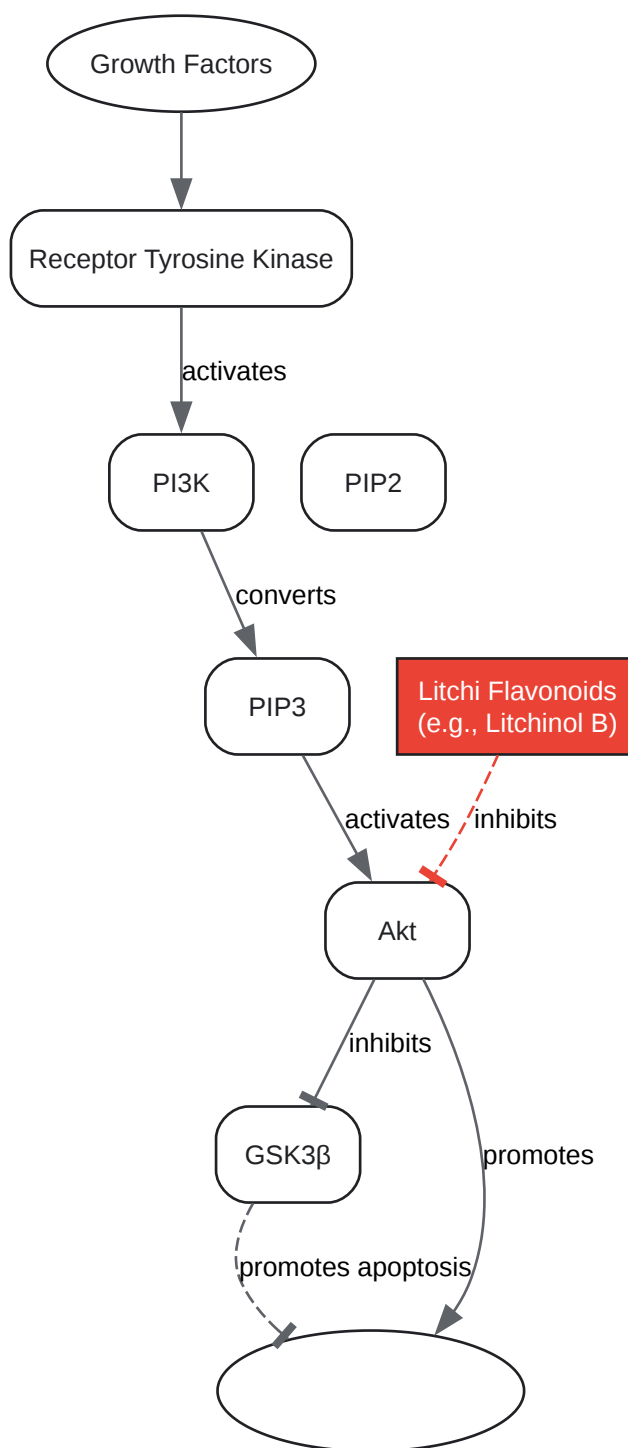 Growth Factors
Receptor Tyrosine Kinase
activates
PI3K
PIP2
converts
PIP3
Litchi Flavonoids
(e.g., Litchinol B)
activates
inhibits
Akt
inhibits
GSK3β
promotes
promotes apoptosis